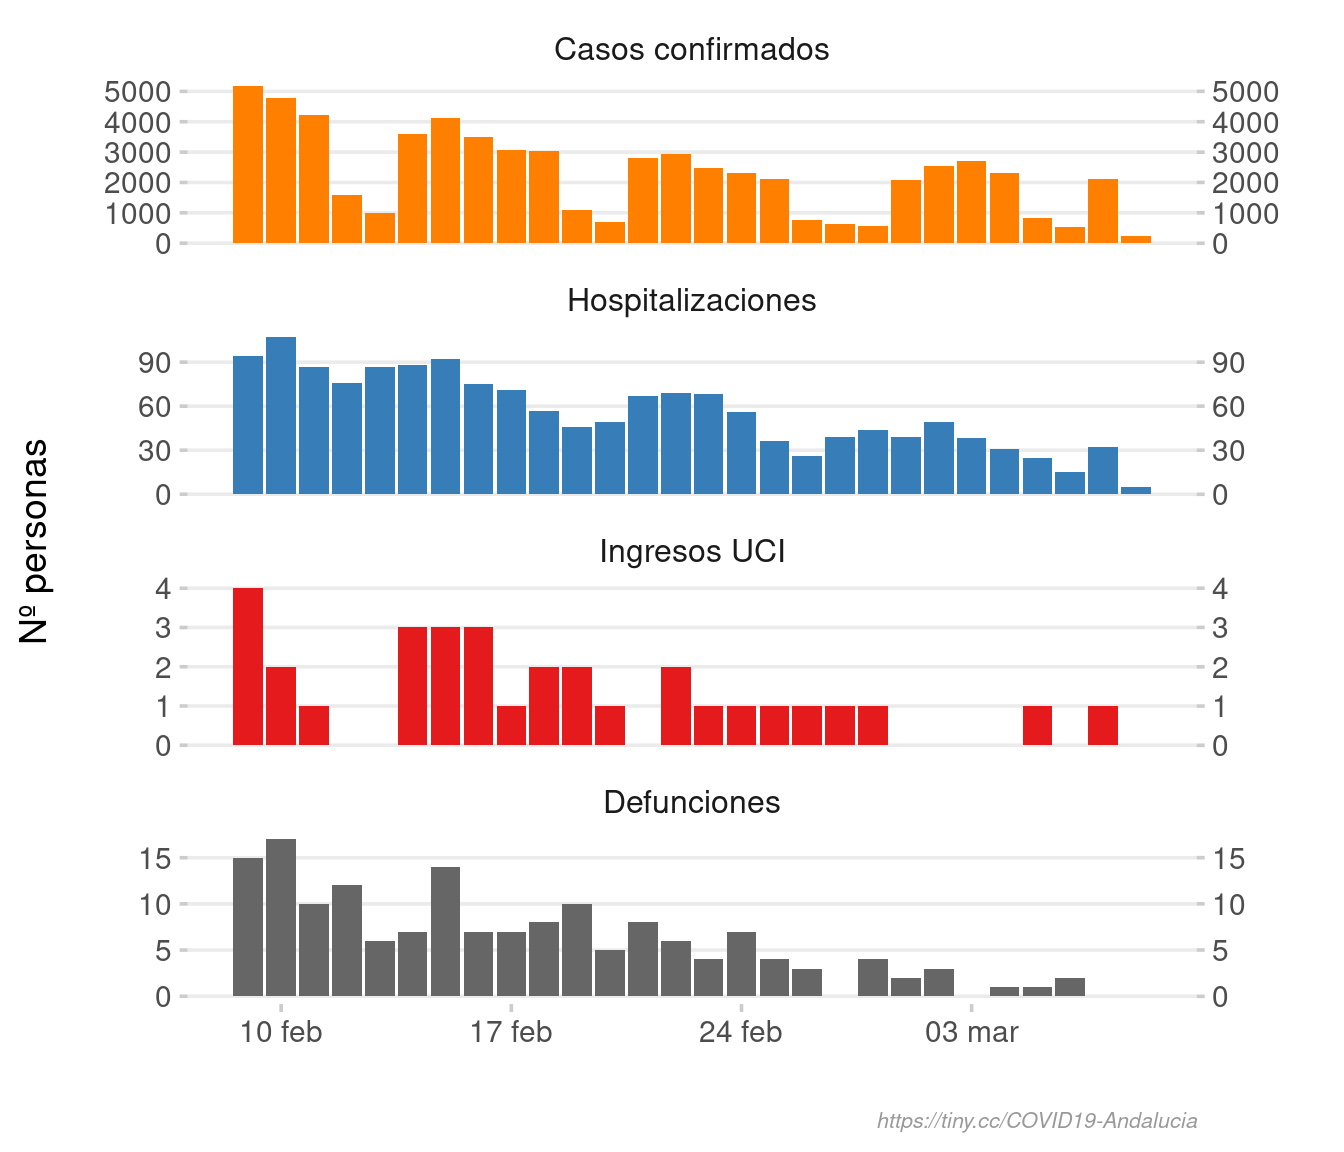 Casos confirmados
5000 5000
4000 4000
3000 3000
2000 2000
1000 1000
0 0
Hospitalizaciones
90 90
60 60
30 30
0 0
Nº personas
Ingresos UCI
4 4
3 3
2 2
1 1
0 0
Defunciones
15 15
10 10
5 5
0 0
10 feb 17 feb 24 feb 03 mar
https://tiny.cc/COVID19-Andalucia